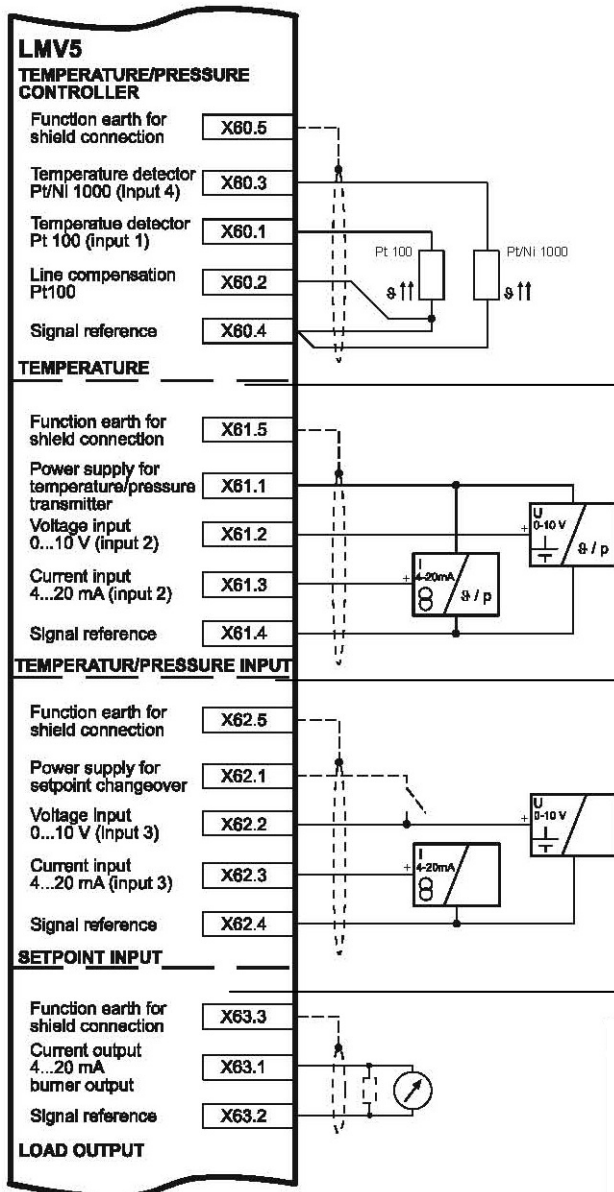 LMV5
TEMPERATURE/PRESSURE
CONTROLLER
Function earth for
shield connection
X60.5
Temperature detector
Pt/Ni 1000 (input 4)
X60.3
Temperatue detector
Pt 100 (input 1)
X60.1
Pt 100
Pt/Ni 1000
Line compensation
Pt100
X60.2
ϑ ↑↑
ϑ ↑↑
Signal reference
X60.4
TEMPERATURE
Function earth for
shield connection
X61.5
Power supply for
temperature/pressure
transmitter
X61.1
U
0-10 V
ϑ / p
Voltage input
0...10 V (input 2)
X61.2
+
Current input
4...20 mA (input 2)
X61.3
+
I
4-20mA
ϑ / p
Signal reference
X61.4
TEMPERATUR/PRESSURE INPUT
Function earth for
shield connection
X62.5
Power supply for
setpoint changeover
X62.1
Voltage input
0...10 V (input 3)
X62.2
+
U
0-10 V
Current input
4...20 mA (input 3)
X62.3
+
I
4-20mA
Signal reference
X62.4
SETPOINT INPUT
Function earth for
shield connection
X63.3
Current output
4...20 mA
burner output
X63.1
Signal reference
X63.2
LOAD OUTPUT